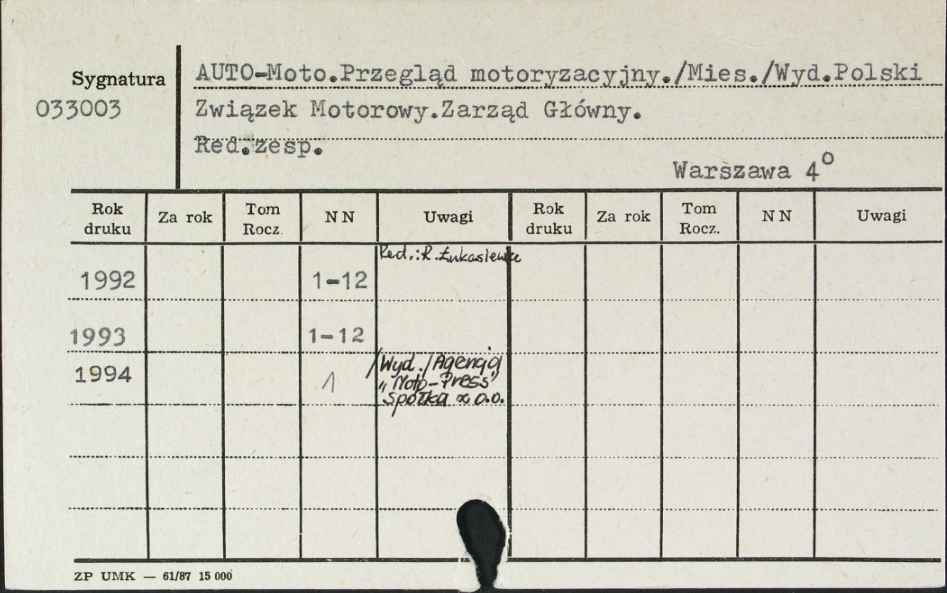 Sygnatura
033003
AUTO-Moto.Przegląd motoryzacyjny./Mies./Wyd.Polski
Związek Motorowy.Zarząd Główny.
Red.zesp.
Warszawa 4°
Rok druku Za rok Tom Rocz. NN Uwagi Rok druku Za rok Tom Rocz. NN Uwagi
Red.: R. Łukasiewicz
1992 1-12
1993 1-12
1994 1 /Wyd./Agencja
"Moto-Press"
Spółka z o.o.
ZP UMK — 61/87 15 000